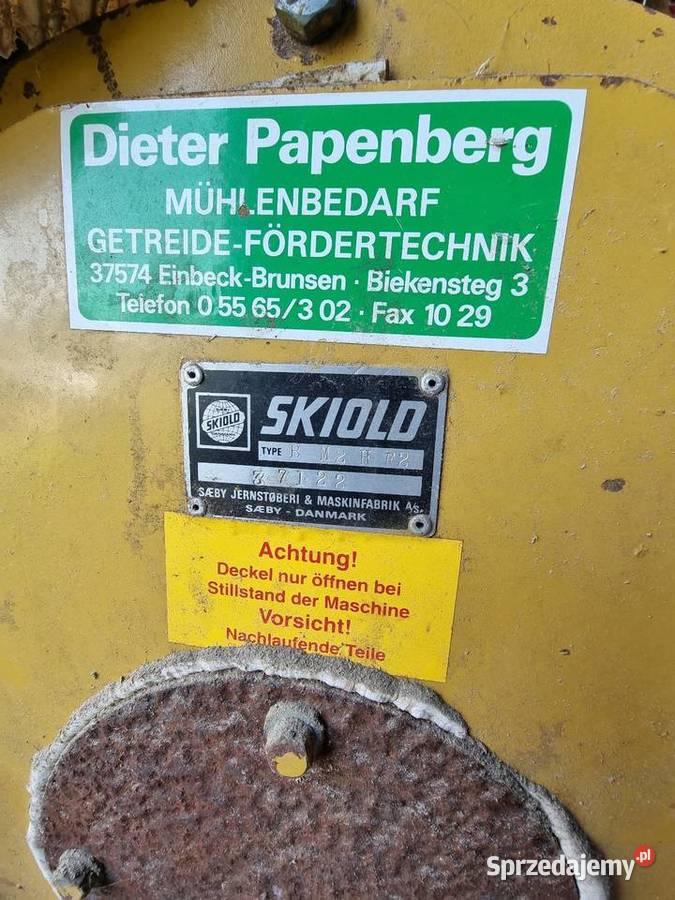 Dieter Papenberg
MÜHLENBEDARF
GETREIDE-FÖRDERTECHNIK
37574 Einbeck-Brunsen · Biekensteg 3
Telefon 0 55 65/3 02 · Fax 10 29
SKIOLD
SKIOLD
TYPE
37122
SÆBY JERNSTØBERI & MASKINFABRIK A/S.
SÆBY - DANMARK
Achtung!
Deckel nur öffnen bei
Stillstand der Maschine
Vorsicht!
Nachlaufende Teile
Sprzedajemy.pl